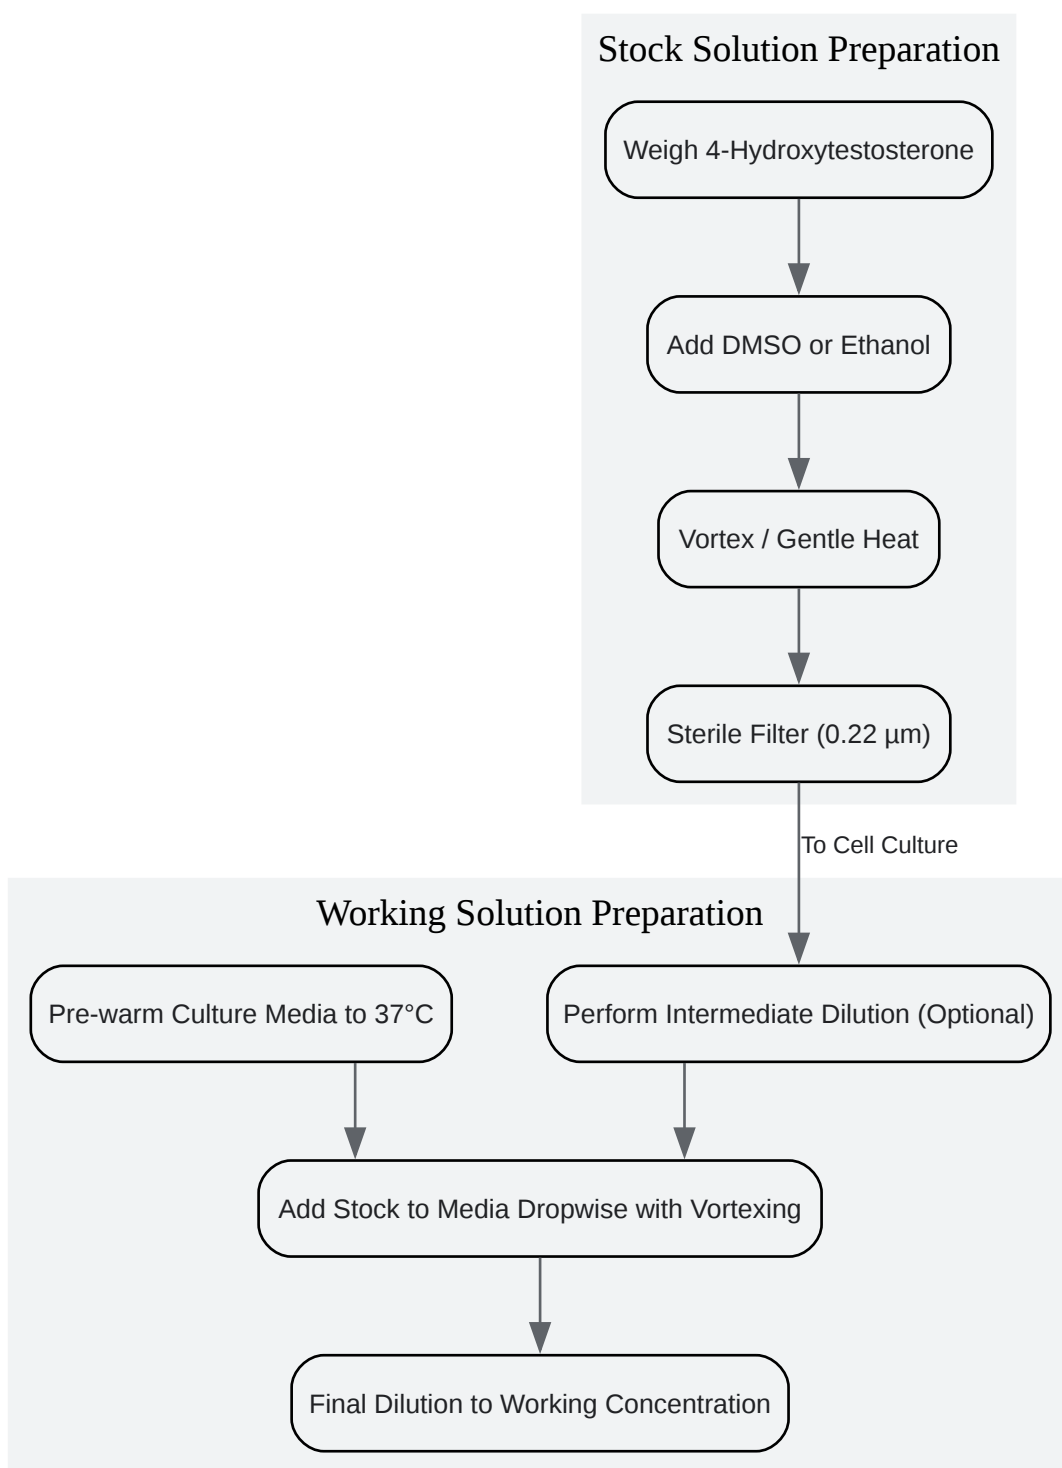 Stock Solution Preparation
Weigh 4-Hydroxytestosterone
Add DMSO or Ethanol
Vortex / Gentle Heat
Sterile Filter (0.22 µm)
To Cell Culture
Working Solution Preparation
Pre-warm Culture Media to 37°C
Perform Intermediate Dilution (Optional)
Add Stock to Media Dropwise with Vortexing
Final Dilution to Working Concentration